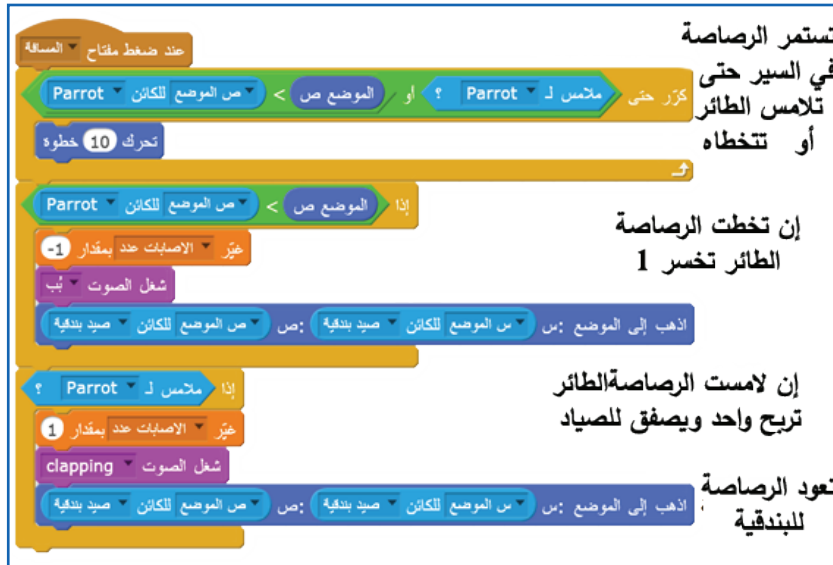 عند ضغط مفتاح المسافة
كرّر حتى ملامس لـ Parrot ؟ أو الموضع ص > ص الموضع للكائن Parrot
تحرك 10 خطوة
تستمر الرصاصة
في السير حتى
تلامس الطائر
أو تتخطاه
إذا الموضع ص > ص الموضع للكائن Parrot
غيّر الاصابات عدد بمقدار -1
شغل الصوت بُب
اذهب إلى الموضع س: س الموضع للكائن صيد بندقية ص: ص الموضع للكائن صيد بندقية
إن تخطت الرصاصة
الطائر تخسر 1
إذا ملامس لـ Parrot ؟
غيّر الاصابات عدد بمقدار 1
شغل الصوت clapping
اذهب إلى الموضع س: س الموضع للكائن صيد بندقية ص: ص الموضع للكائن صيد بندقية
إن لامست الرصاصةالطائر
تربح واحد ويصفق للصياد
تعود الرصاصة
للبندقية